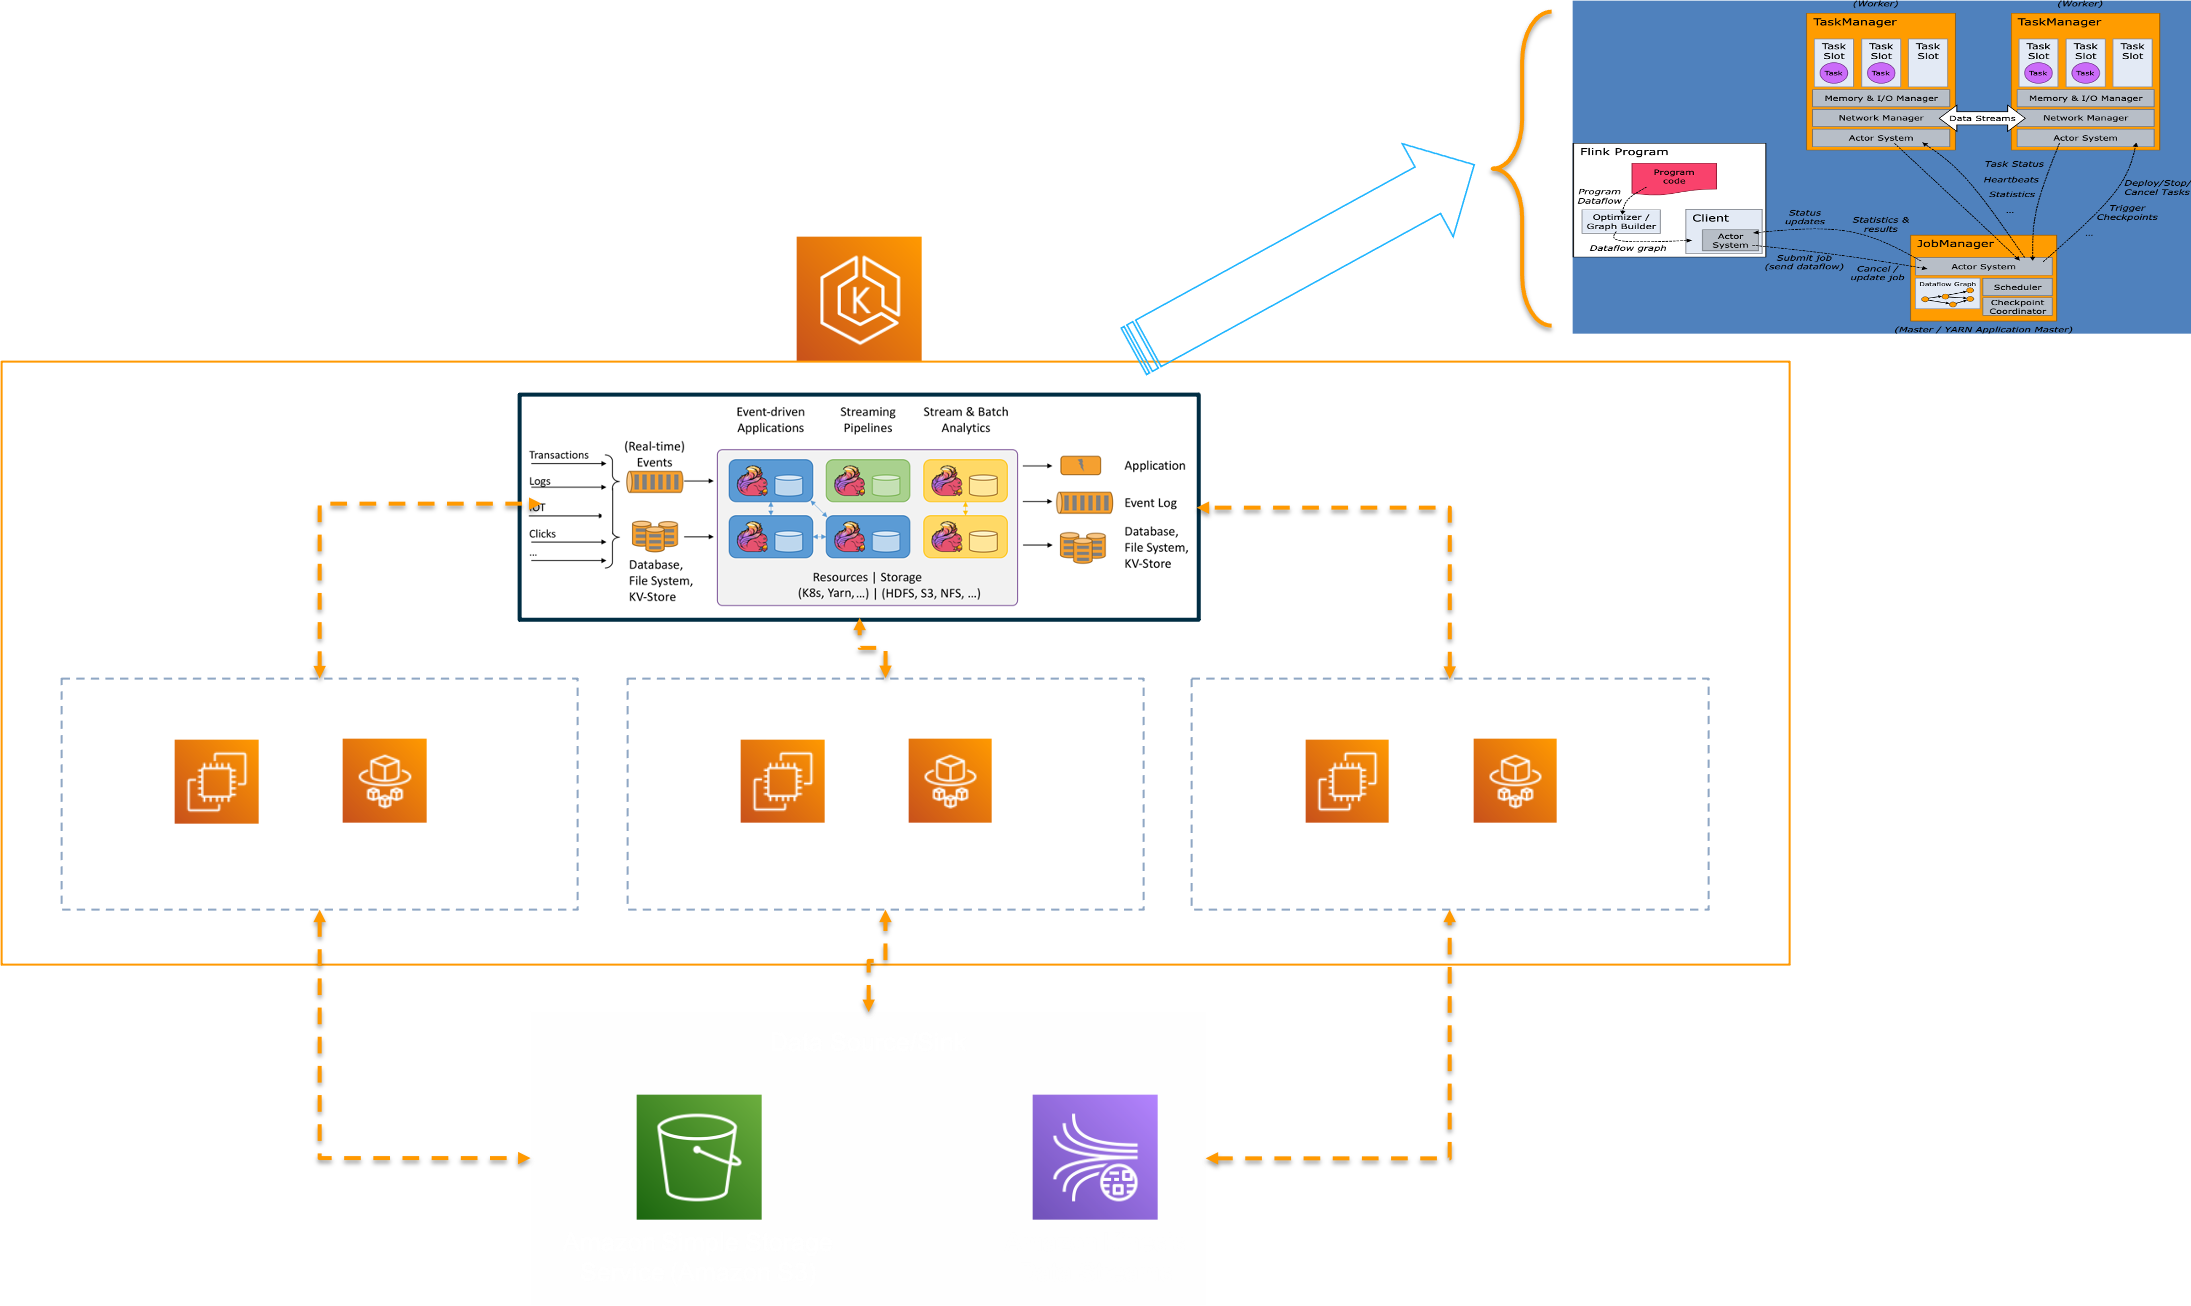 (Worker)
(Worker)
TaskManager
TaskManager
Task
Slot
Task
Task
Slot
Task
Task
Slot
Task
Slot
Task
Task
Slot
Task
Task
Slot
Memory & I/O Manager
Memory & I/O Manager
Network Manager
Data Streams
Network Manager
Actor System
Actor System
Flink Program
Program
code
Program
Dataflow
Optimizer /
Graph Builder
Dataflow graph
Client
Actor
System
Task Status
Heartbeats
Statistics
...
Deploy/Stop/
Cancel Tasks
Trigger
Checkpoints
...
Status
updates
Statistics &
results
Submit job
(send dataflow)
Cancel /
update job
JobManager
Actor System
Dataflow Graph
Scheduler
Checkpoint
Coordinator
(Master / YARN Application Master)
K
Event-driven
Applications
Streaming
Pipelines
Stream & Batch
Analytics
Transactions
Logs
IOT
Clicks
...
(Real-time)
Events
Database,
File System,
KV-Store
Resources | Storage
(K8s, Yarn,...) | (HDFS, S3, NFS, ...)
Application
Event Log
Database,
File System,
KV-Store